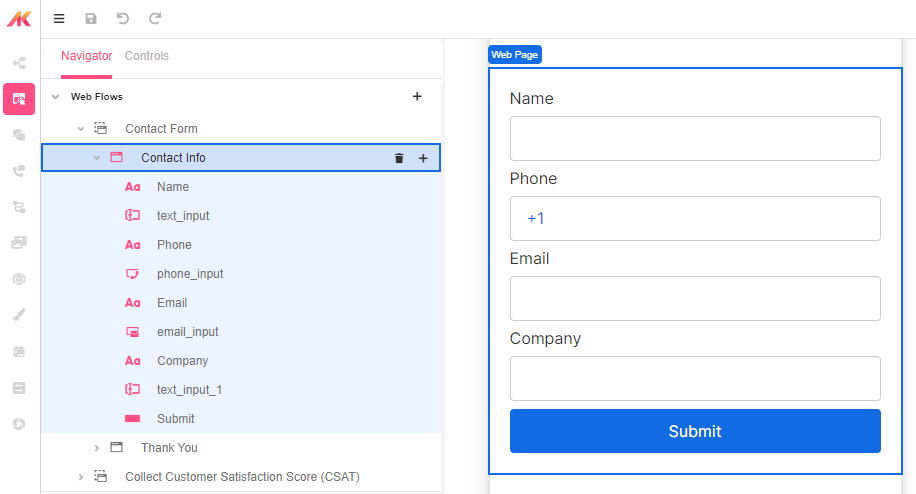 Navigator Controls
Web Flows
Contact Form
Contact Info
Aa Name
text_input
Aa Phone
phone_input
Aa Email
email_input
Aa Company
text_input_1
Submit
Thank You
Collect Customer Satisfaction Score (CSAT)
Web Page
Name
Phone
+1
Email
Company
Submit